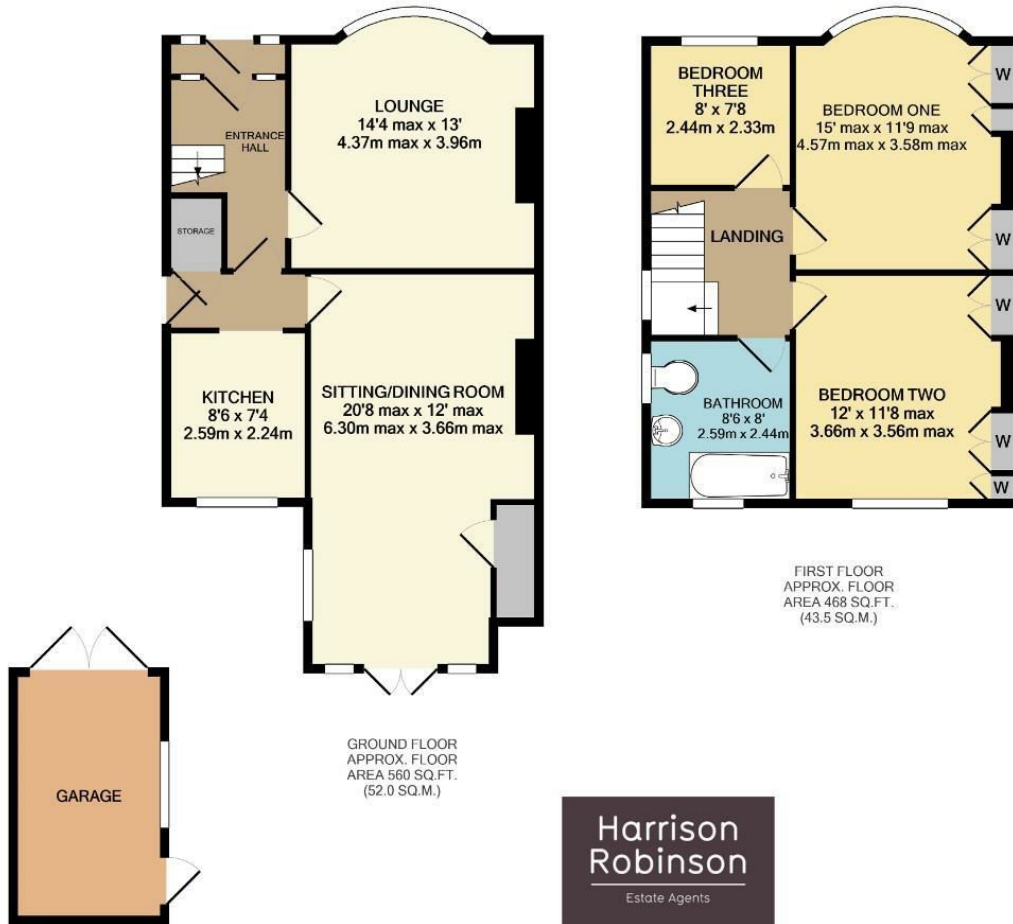 LOUNGE
14'4 max x 13'
4.37m max x 3.96m
ENTRANCE
HALL
STORAGE
KITCHEN
8'6 x 7'4
2.59m x 2.24m
SITTING/DINING ROOM
20'8 max x 12' max
6.30m max x 3.66m max
GROUND FLOOR
APPROX. FLOOR
AREA 560 SQ.FT.
(52.0 SQ.M.)
GARAGE
BEDROOM
THREE
8' x 7'8
2.44m x 2.33m
BEDROOM ONE
15' max x 11'9 max
4.57m max x 3.58m max
W
W
LANDING
BATHROOM
8'6 x 8'
2.59m x 2.44m
BEDROOM TWO
12' x 11'8 max
3.66m x 3.56m max
W
W
W
FIRST FLOOR
APPROX. FLOOR
AREA 468 SQ.FT.
(43.5 SQ.M.)
Harrison
Robinson
Estate Agents